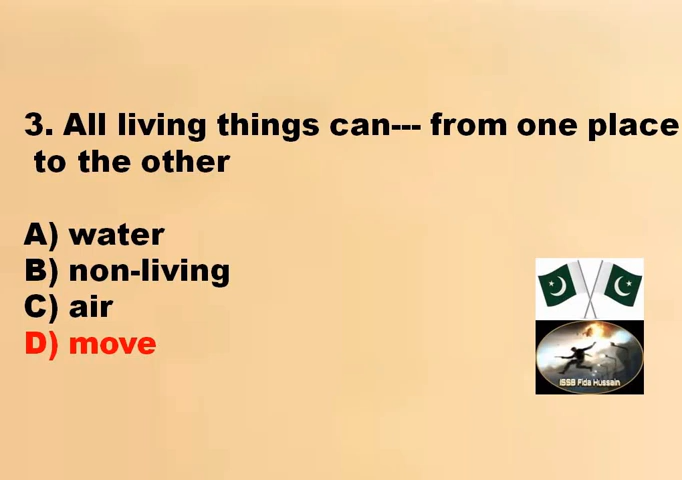 3. All living things can--- from one place
to the other
A) water
B) non-living
C) air
D) move
ISSB Fida Hussain